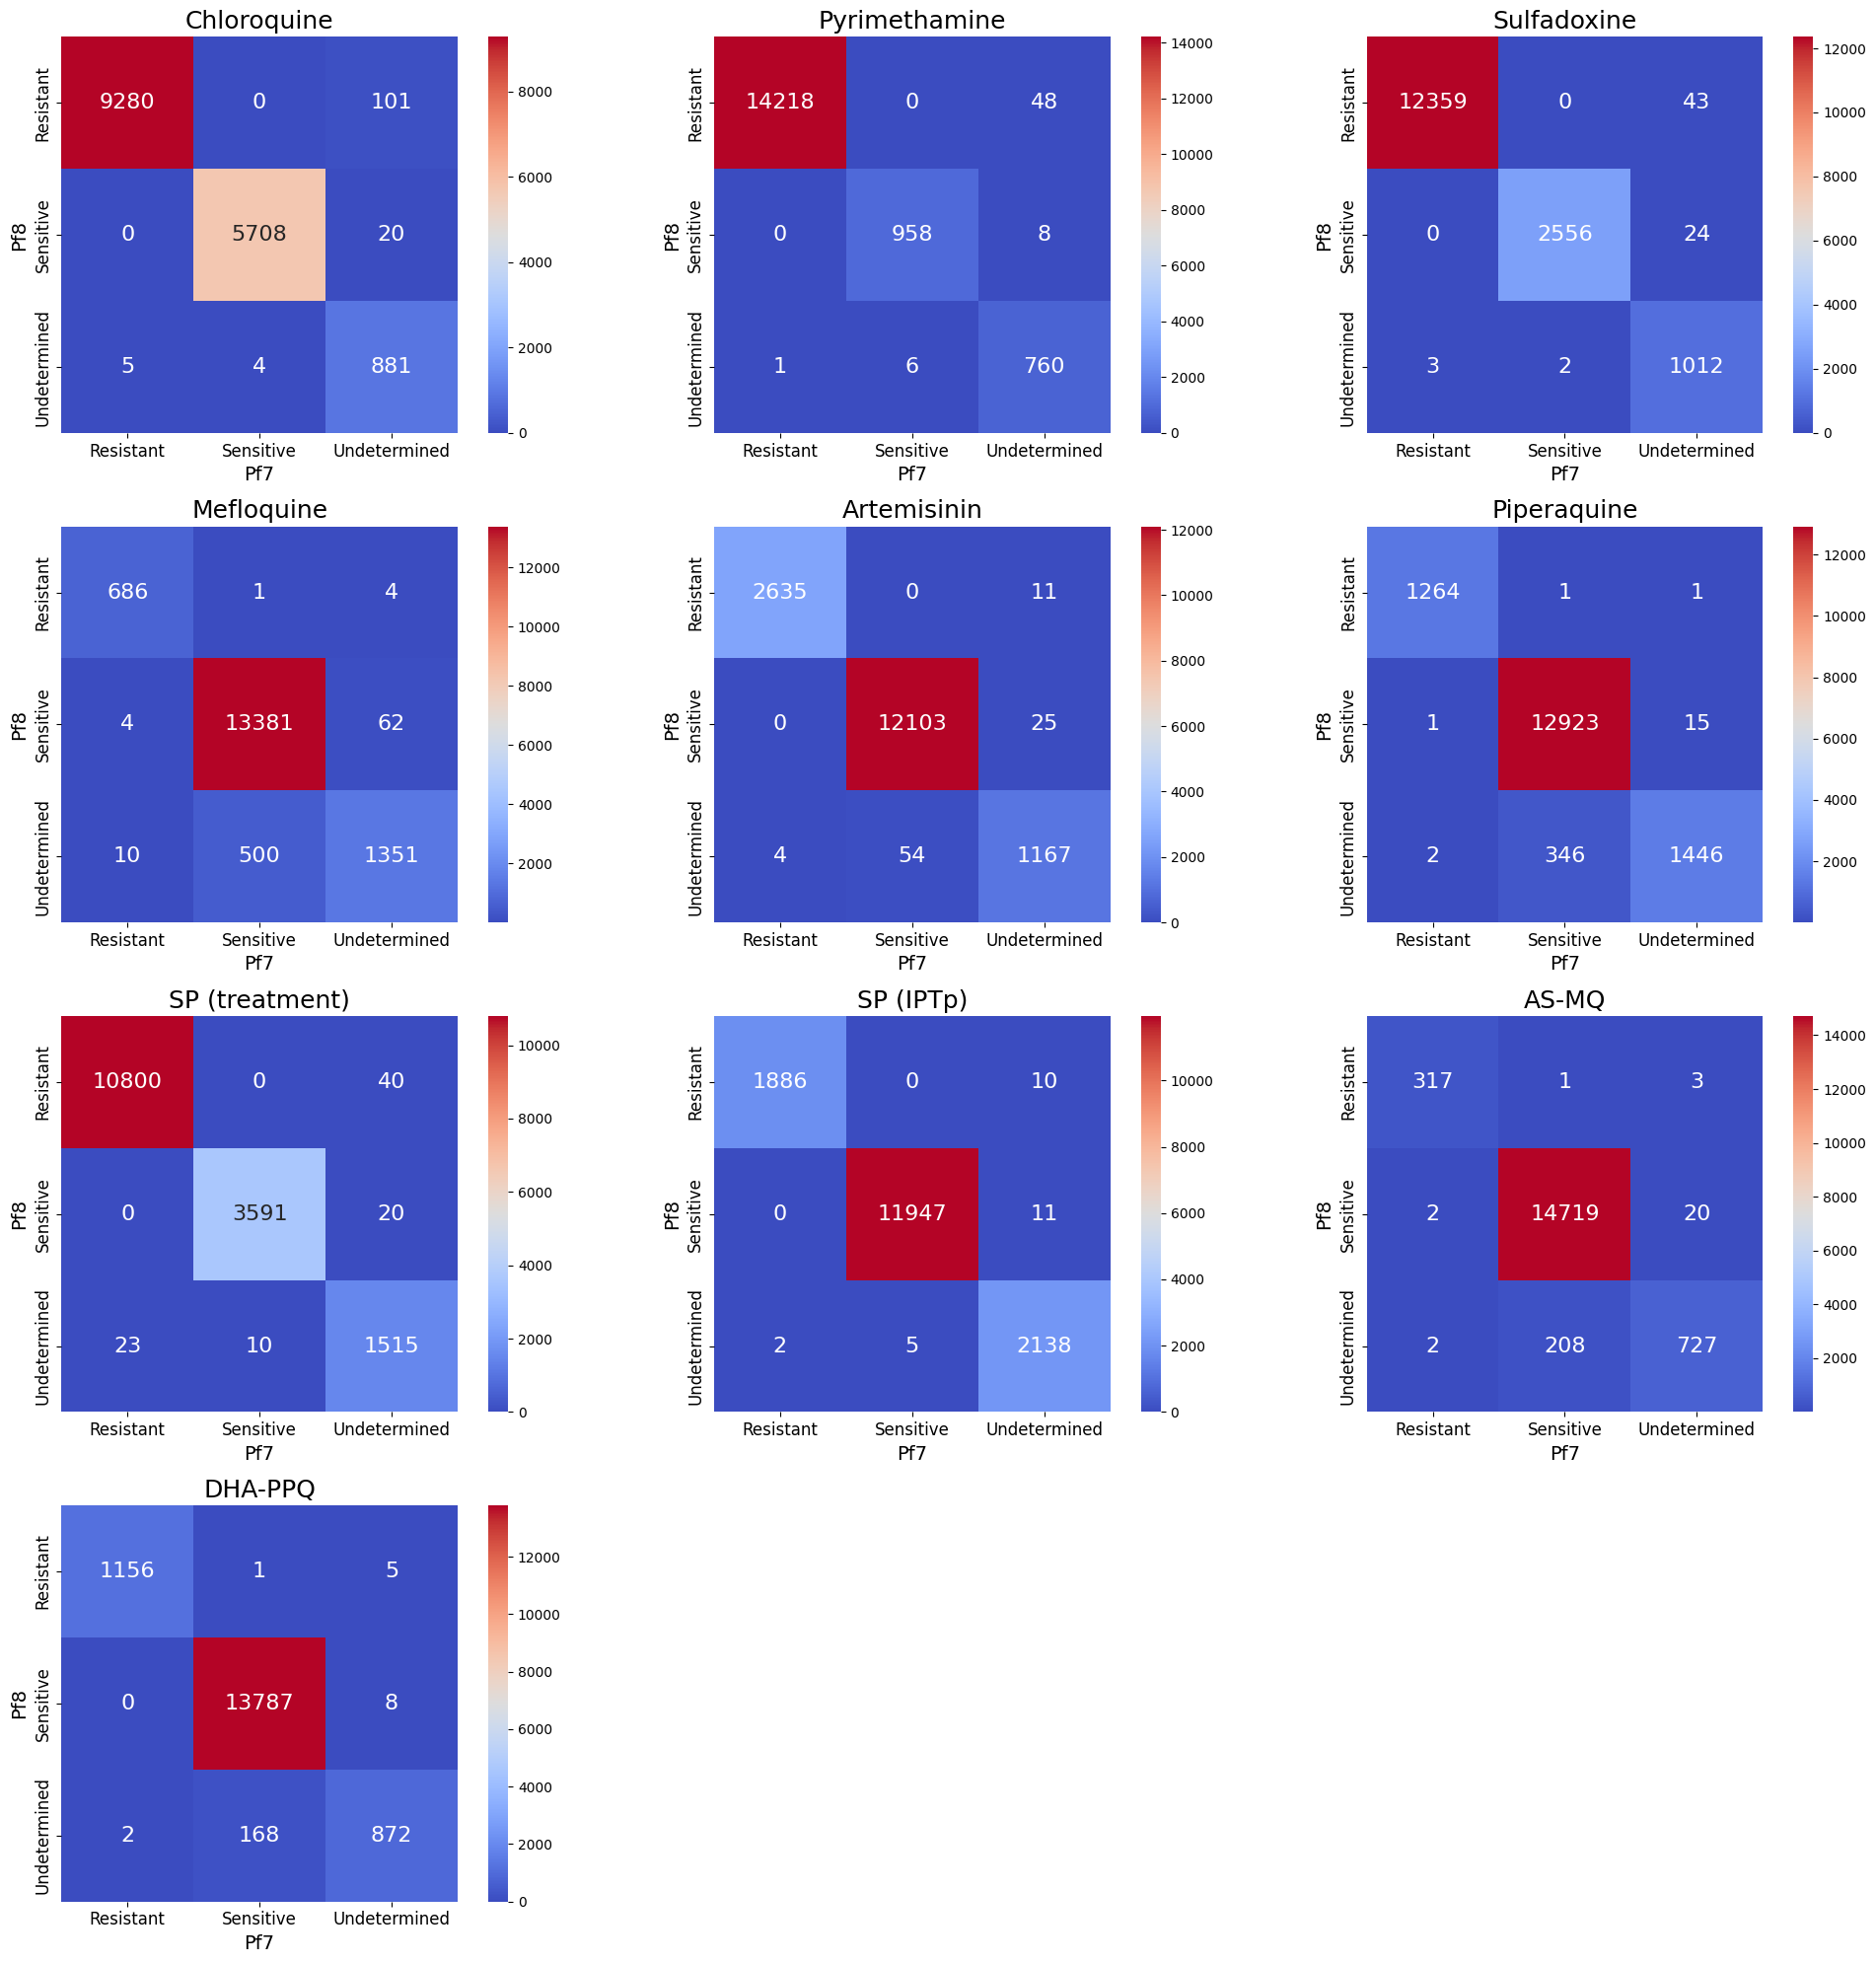 Chloroquine
Pf8
Resistant
Sensitive
Undetermined
9280 0 101
0 5708 20
5 4 881
Resistant Sensitive Undetermined
Pf7
8000
6000
4000
2000
0
Pyrimethamine
Pf8
Resistant
Sensitive
Undetermined
14218 0 48
0 958 8
1 6 760
Resistant Sensitive Undetermined
Pf7
14000
12000
10000
8000
6000
4000
2000
0
Sulfadoxine
Pf8
Resistant
Sensitive
Undetermined
12359 0 43
0 2556 24
3 2 1012
Resistant Sensitive Undetermined
Pf7
12000
10000
8000
6000
4000
2000
0
Mefloquine
Pf8
Resistant
Sensitive
Undetermined
686 1 4
4 13381 62
10 500 1351
Resistant Sensitive Undetermined
Pf7
12000
10000
8000
6000
4000
2000
Artemisinin
Pf8
Resistant
Sensitive
Undetermined
2635 0 11
0 12103 25
4 54 1167
Resistant Sensitive Undetermined
Pf7
12000
10000
8000
6000
4000
2000
0
Piperaquine
Pf8
Resistant
Sensitive
Undetermined
1264 1 1
1 12923 15
2 346 1446
Resistant Sensitive Undetermined
Pf7
12000
10000
8000
6000
4000
2000
SP (treatment)
Pf8
Resistant
Sensitive
Undetermined
10800 0 40
0 3591 20
23 10 1515
Resistant Sensitive Undetermined
Pf7
10000
8000
6000
4000
2000
0
SP (IPTp)
Pf8
Resistant
Sensitive
Undetermined
1886 0 10
0 11947 11
2 5 2138
Resistant Sensitive Undetermined
Pf7
10000
8000
6000
4000
2000
0
AS-MQ
Pf8
Resistant
Sensitive
Undetermined
317 1 3
2 14719 20
2 208 727
Resistant Sensitive Undetermined
Pf7
14000
12000
10000
8000
6000
4000
2000
DHA-PPQ
Pf8
Resistant
Sensitive
Undetermined
1156 1 5
0 13787 8
2 168 872
Resistant Sensitive Undetermined
Pf7
12000
10000
8000
6000
4000
2000
0